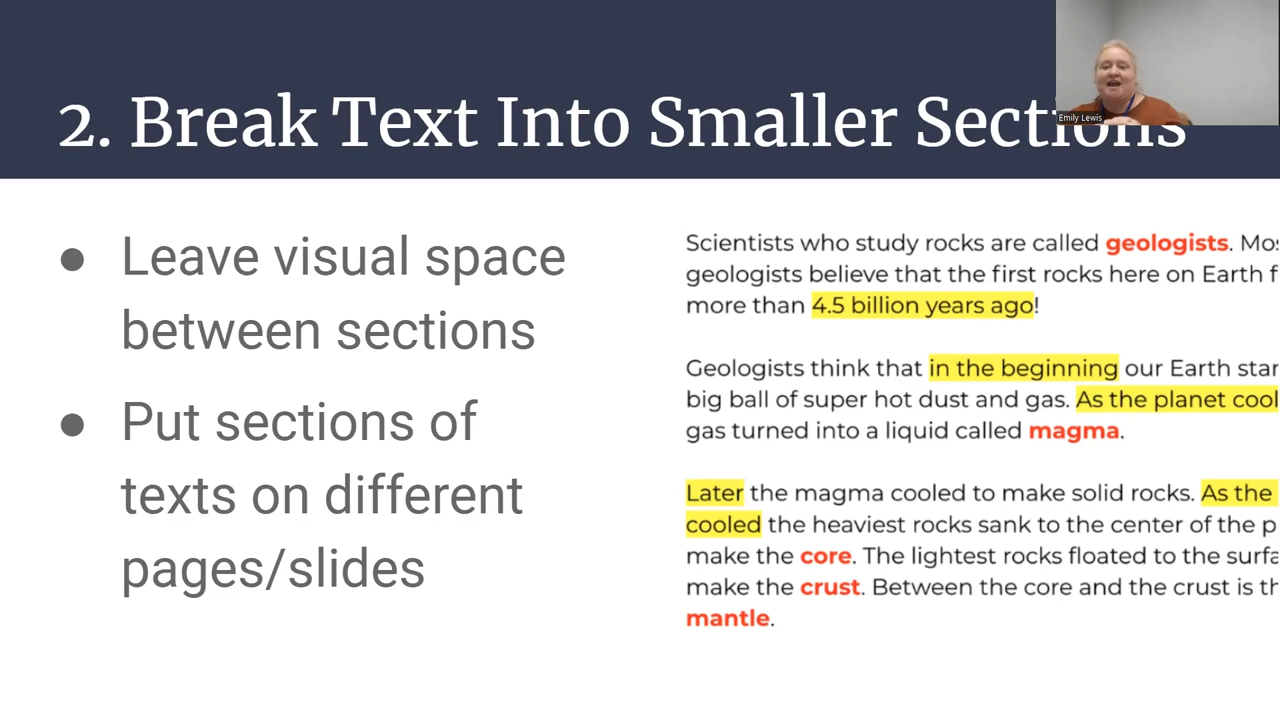 2. Break Text Into Smaller Sections
Emily Lewis
● Leave visual space
between sections
● Put sections of
texts on different
pages/slides
Scientists who study rocks are called geologists. Mos
geologists believe that the first rocks here on Earth f
more than 4.5 billion years ago!
Geologists think that in the beginning our Earth star
big ball of super hot dust and gas. As the planet cool
gas turned into a liquid called magma.
Later the magma cooled to make solid rocks. As the
cooled the heaviest rocks sank to the center of the p
make the core. The lightest rocks floated to the surfa
make the crust. Between the core and the crust is th
mantle.